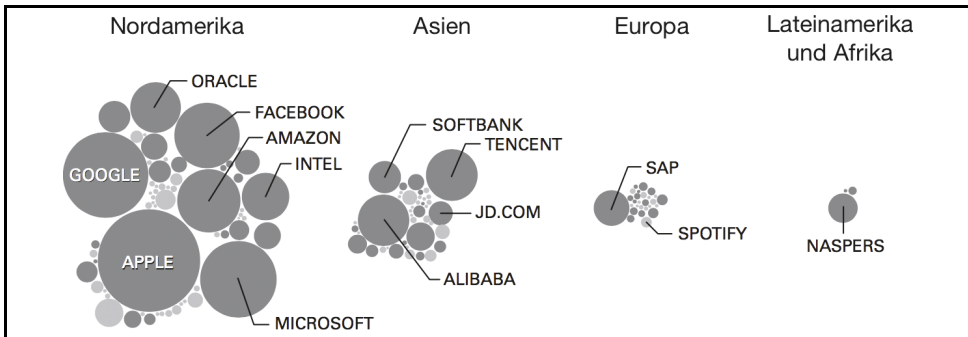 Nordamerika
ORACLE
FACEBOOK
AMAZON
INTEL
GOOGLE
APPLE
MICROSOFT
Asien
SOFTBANK
TENCENT
JD.COM
ALIBABA
Europa
SAP
SPOTIFY
Lateinamerika
und Afrika
NASPERS